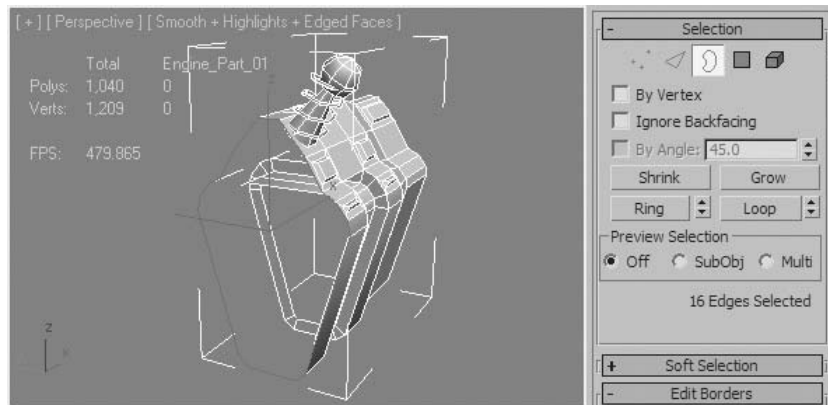 [ + ] [ Perspective ] [ Smooth + Highlights + Edged Faces ]
Total Engine_Part_01
Polys: 1,040 0
Verts: 1,209 0
FPS: 479.865
z
x
z
x
- Selection
By Vertex
Ignore Backfacing
By Angle: 45.0
Shrink Grow
Ring Loop
Preview Selection
Off SubObj Multi
16 Edges Selected
+ Soft Selection
- Edit Borders